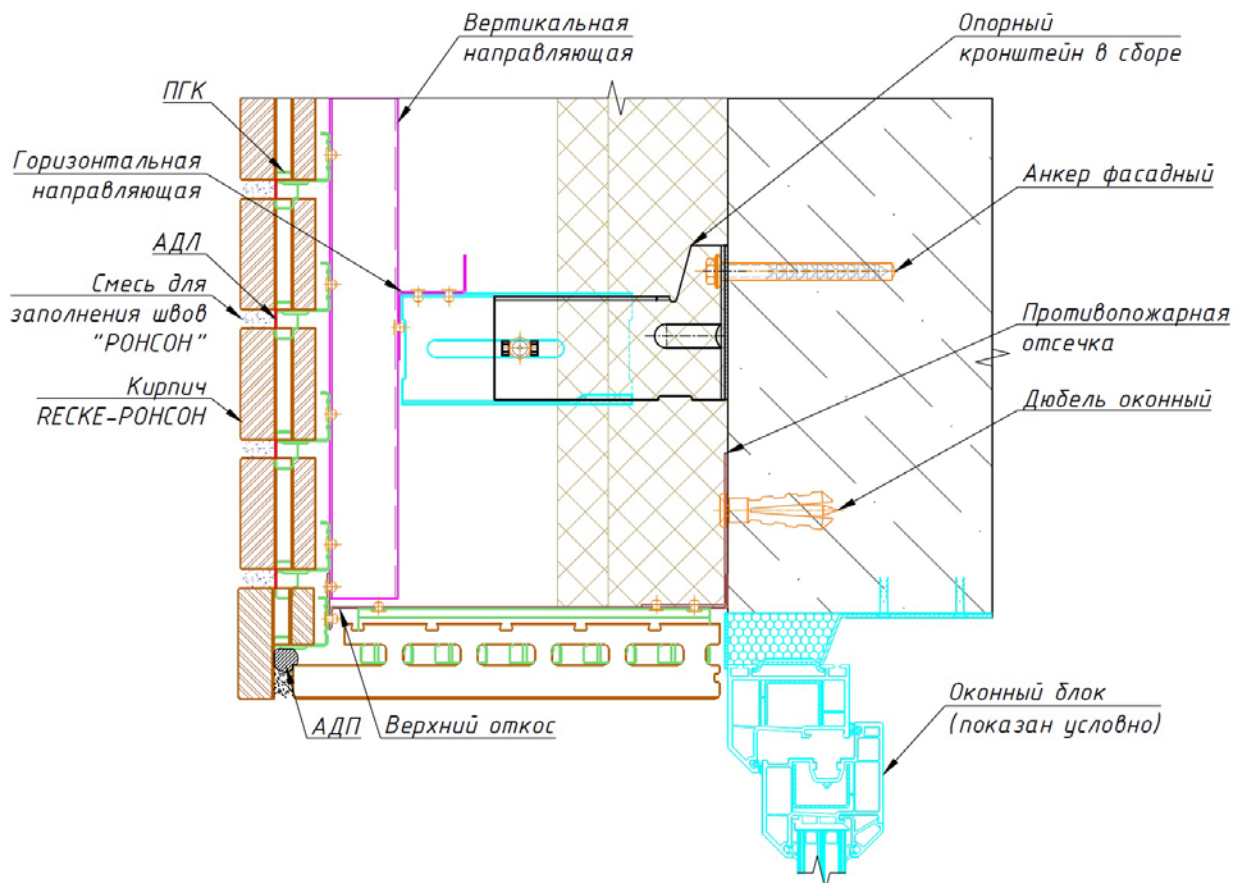 Вертикальная
направляющая
Опорный
кронштейн в сборе
ПГК
Горизонтальная
направляющая
Анкер фасадный
АДЛ
Смесь для
заполнения швов
"РОНСОН"
Противопожарная
отсечка
Кирпич
RECKE-РОНСОН
Дюбель оконный
АДП
Верхний откос
Оконный блок
(показан условно)